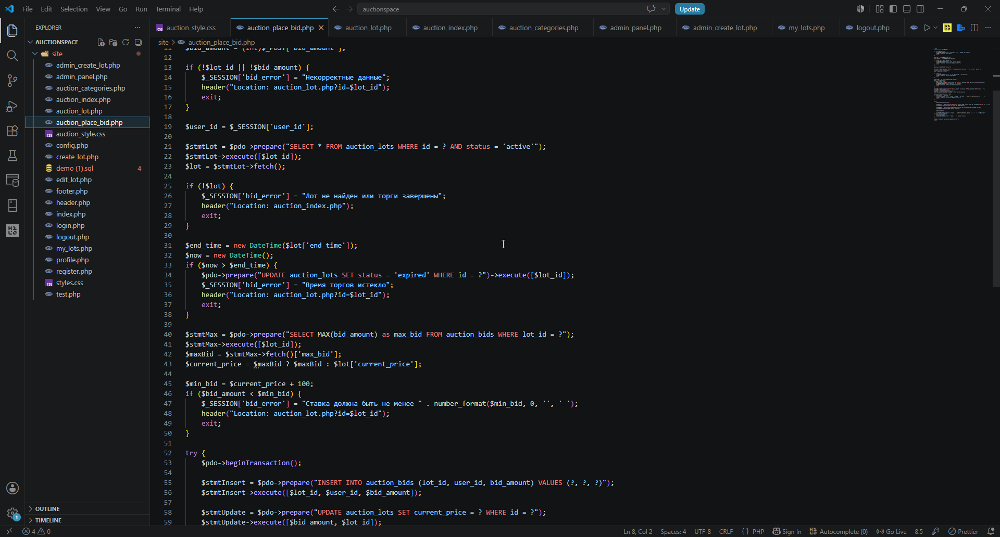 File Edit Selection View Go Run Terminal Help
auctionspace
Update
EXPLORER
AUCTIONSPACE
site
admin_create_lot.php
admin_panel.php
auction_categories.php
auction_index.php
auction_lot.php
auction_place_bid.php
auction_style.css
config.php
create_lot.php
demo (1).sql 4
edit_lot.php
footer.php
header.php
index.php
login.php
logout.php
my_lots.php
profile.php
register.php
styles.css
test.php
OUTLINE
TIMELINE
auction_style.css auction_place_bid.php auction_lot.php auction_index.php auction_categories.php admin_panel.php admin_create_lot.php my_lots.php logout.php
site > auction_place_bid.php
11 $bid_amount = (int)$_POST['bid_amount'];
12
13 if (!$lot_id || !$bid_amount) {
14 $_SESSION['bid_error'] = "Некорректные данные";
15 header("Location: auction_lot.php?id=$lot_id");
16 exit;
17 }
18
19 $user_id = $_SESSION['user_id'];
20
21 $stmtLot = $pdo->prepare("SELECT * FROM auction_lots WHERE id = ? AND status = 'active'");
22 $stmtLot->execute([$lot_id]);
23 $lot = $stmtLot->fetch();
24
25 if (!$lot) {
26 $_SESSION['bid_error'] = "Лот не найден или торги завершены";
27 header("Location: auction_index.php");
28 exit;
29 }
30
31 $end_time = new DateTime($lot['end_time']);
32 $now = new DateTime();
33 if ($now > $end_time) {
34 $pdo->prepare("UPDATE auction_lots SET status = 'expired' WHERE id = ?")->execute([$lot_id]);
35 $_SESSION['bid_error'] = "Время торгов истекло";
36 header("Location: auction_lot.php?id=$lot_id");
37 exit;
38 }
39
40 $stmtMax = $pdo->prepare("SELECT MAX(bid_amount) as max_bid FROM auction_bids WHERE lot_id = ?");
41 $stmtMax->execute([$lot_id]);
42 $maxBid = $stmtMax->fetch()['max_bid'];
43 $current_price = $maxBid ? $maxBid : $lot['current_price'];
44
45 $min_bid = $current_price + 100;
46 if ($bid_amount < $min_bid) {
47 $_SESSION['bid_error'] = "Ставка должна быть не менее " . number_format($min_bid, 0, '', ' ');
48 header("Location: auction_lot.php?id=$lot_id");
49 exit;
50 }
51
52 try {
53 $pdo->beginTransaction();
54
55 $stmtInsert = $pdo->prepare("INSERT INTO auction_bids (lot_id, user_id, bid_amount) VALUES (?, ?, ?)");
56 $stmtInsert->execute([$lot_id, $user_id, $bid_amount]);
57
58 $stmtUpdate = $pdo->prepare("UPDATE auction_lots SET current_price = ? WHERE id = ?");
59 $stmtUpdate->execute([$bid_amount, $lot_id]);
1
4 0 Ln 8, Col 2 Spaces: 4 UTF-8 CRLF { } PHP Sign In Autocomplete (0) Go Live 8.5 Prettier